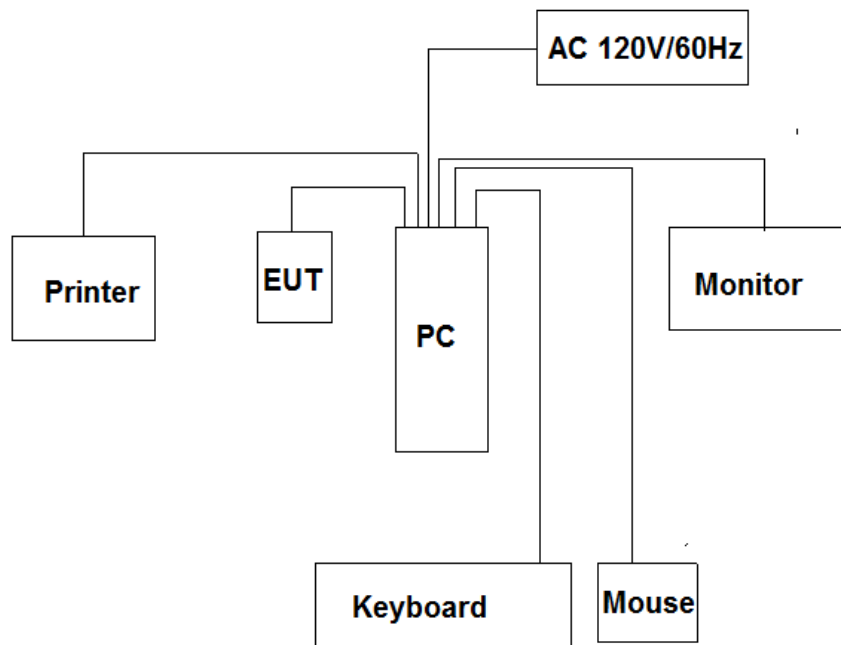 AC 120V/60Hz
Printer
EUT
PC
Monitor
Keyboard
Mouse